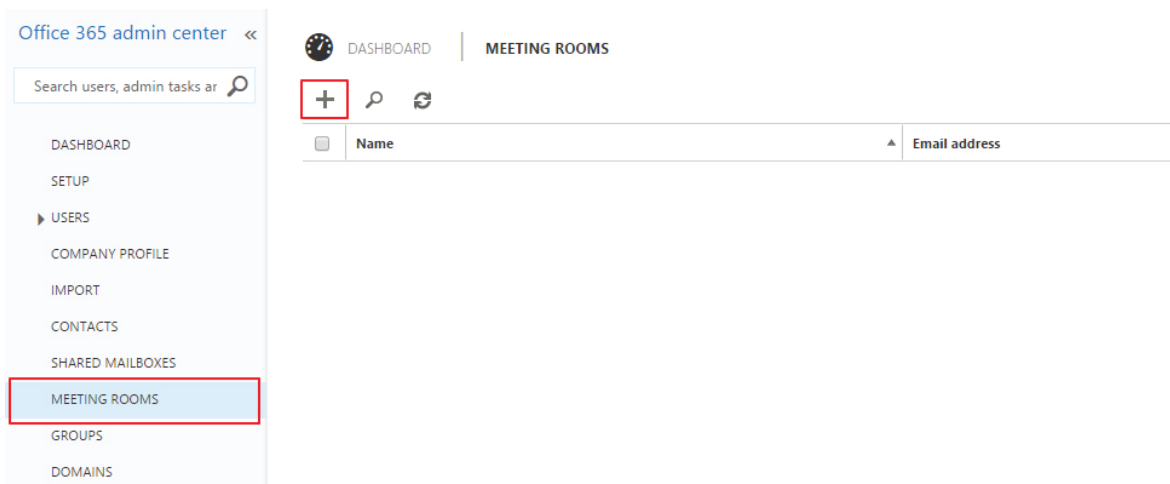 Office 365 admin center «
Search users, admin tasks ar
DASHBOARD
SETUP
USERS
COMPANY PROFILE
IMPORT
CONTACTS
SHARED MAILBOXES
MEETING ROOMS
GROUPS
DOMAINS
DASHBOARD MEETING ROOMS
Name Email address